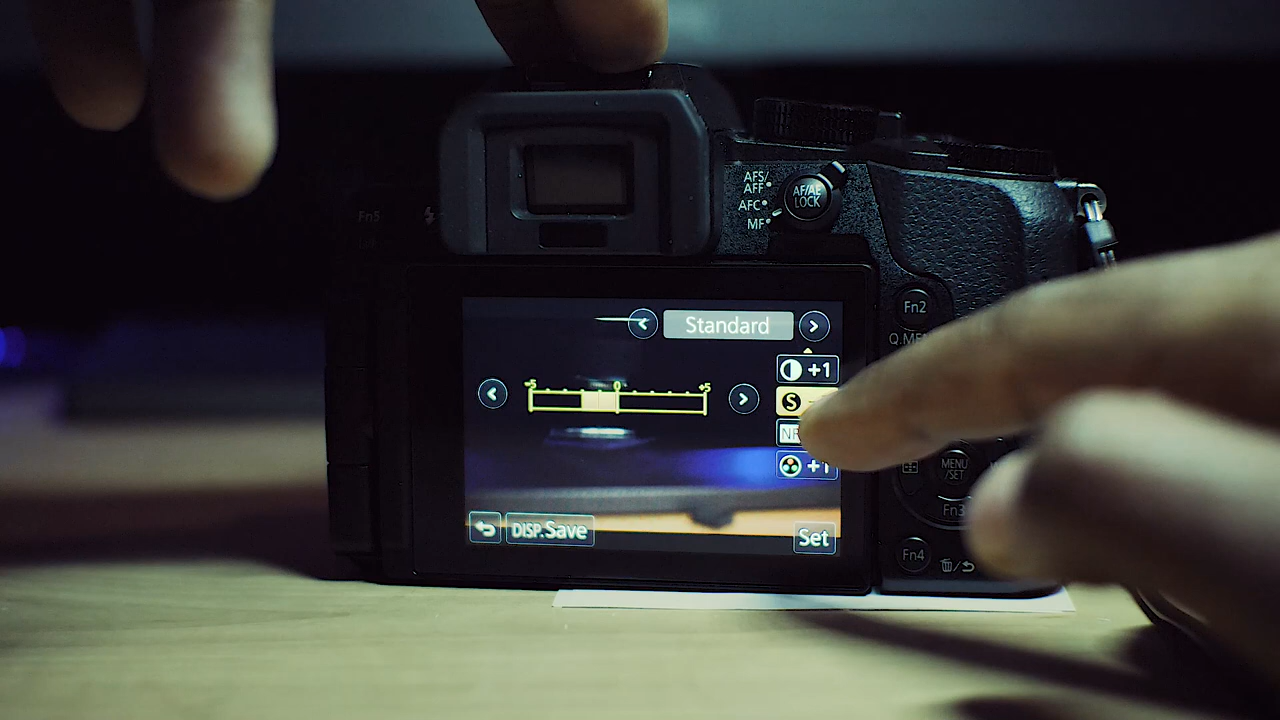 AFS/
AFF
AFC
MF
AF/AE
LOCK
Fn5
Fn2
Standard
+1
-5 0 +5
S
+1
MENU
/SET
Fn3
DISP.Save
Set
Fn4